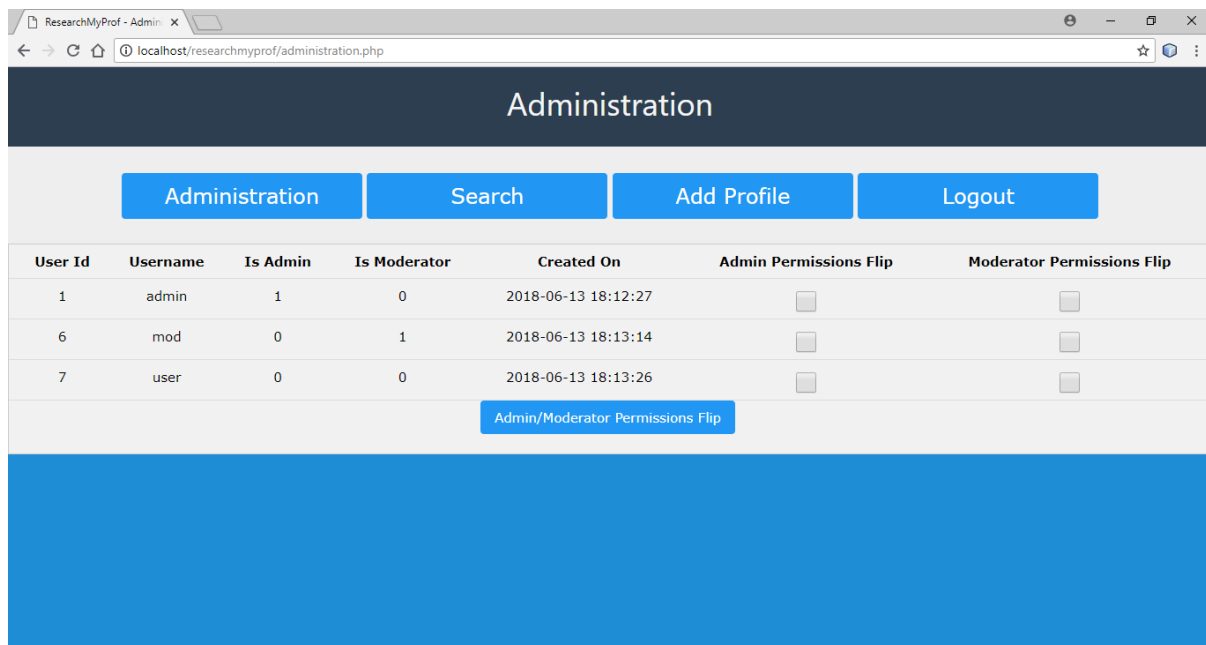 ResearchMyProf - Admin
localhost/researchmyprof/administration.php
Administration
Administration Search Add Profile Logout
User Id Username Is Admin Is Moderator Created On Admin Permissions Flip Moderator Permissions Flip
1 admin 1 0 2018-06-13 18:12:27
6 mod 0 1 2018-06-13 18:13:14
7 user 0 0 2018-06-13 18:13:26
Admin/Moderator Permissions Flip